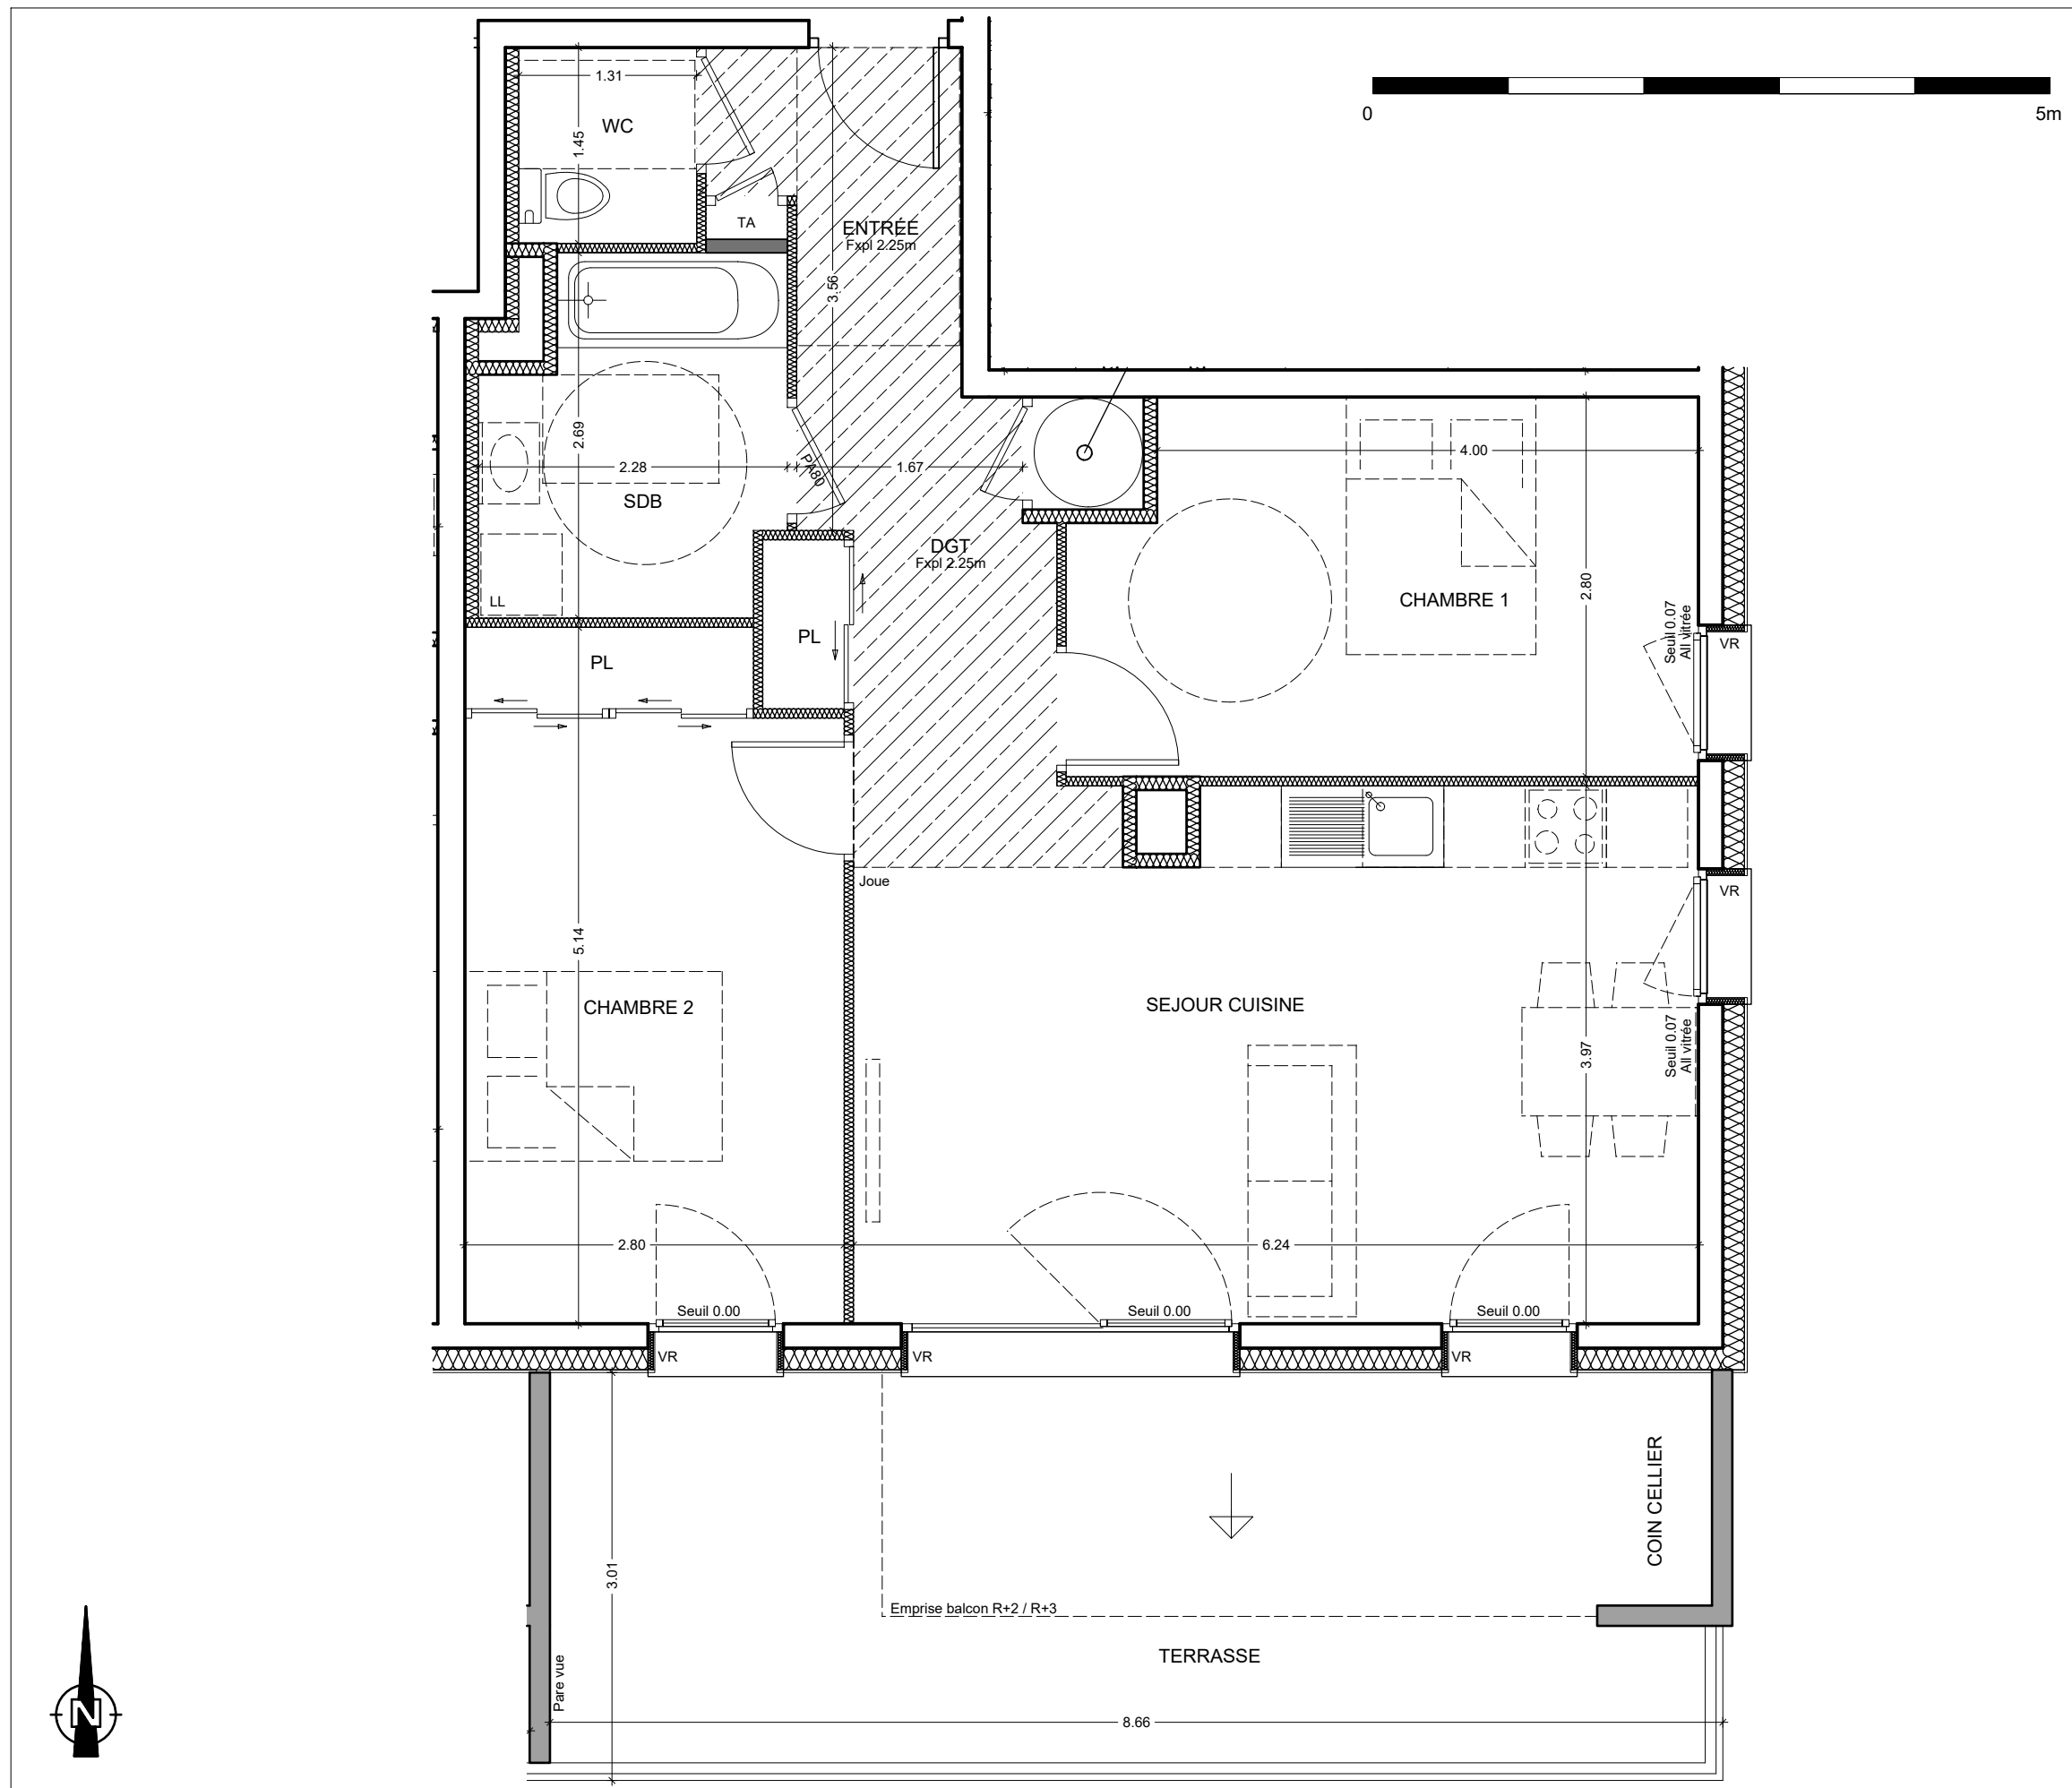 0
5m
1.31
WC
1.45
TA
ENTRÉE
Fxpl 2.25m
3.56
2.69
2.28
SDB
PA80
1.67
4.00
DGT
Fxpl 2.25m
CHAMBRE 1
2.80
Seuil 0.07
All vitrée
VR
LL
PL
PL
Joue
VR
5.14
CHAMBRE 2
SEJOUR CUISINE
3.97
Seuil 0.07
All vitrée
2.80
6.24
Seuil 0.00
Seuil 0.00
Seuil 0.00
VR
VR
VR
COIN CELLIER
3.01
Emprise balcon R+2 / R+3
TERRASSE
Pare vue
8.66
N